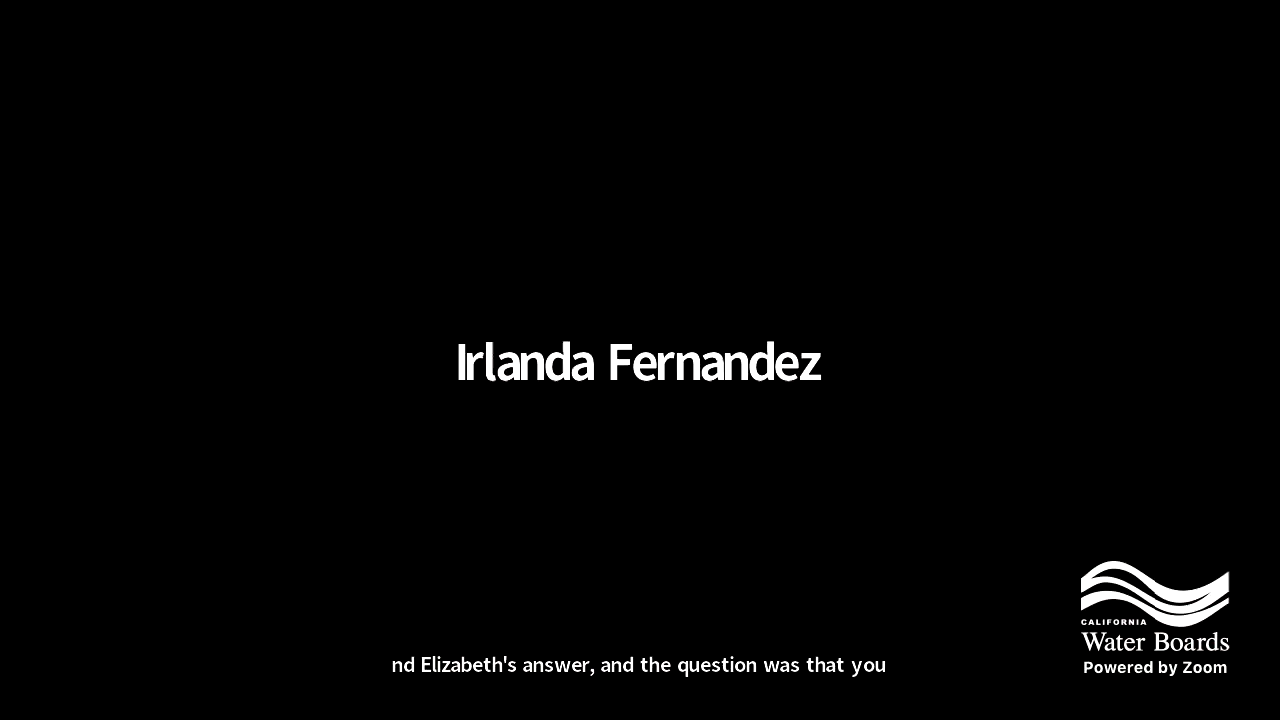 Irlanda Fernandez
CALIFORNIA
Water Boards
nd Elizabeth's answer, and the question was that you
Powered by Zoom